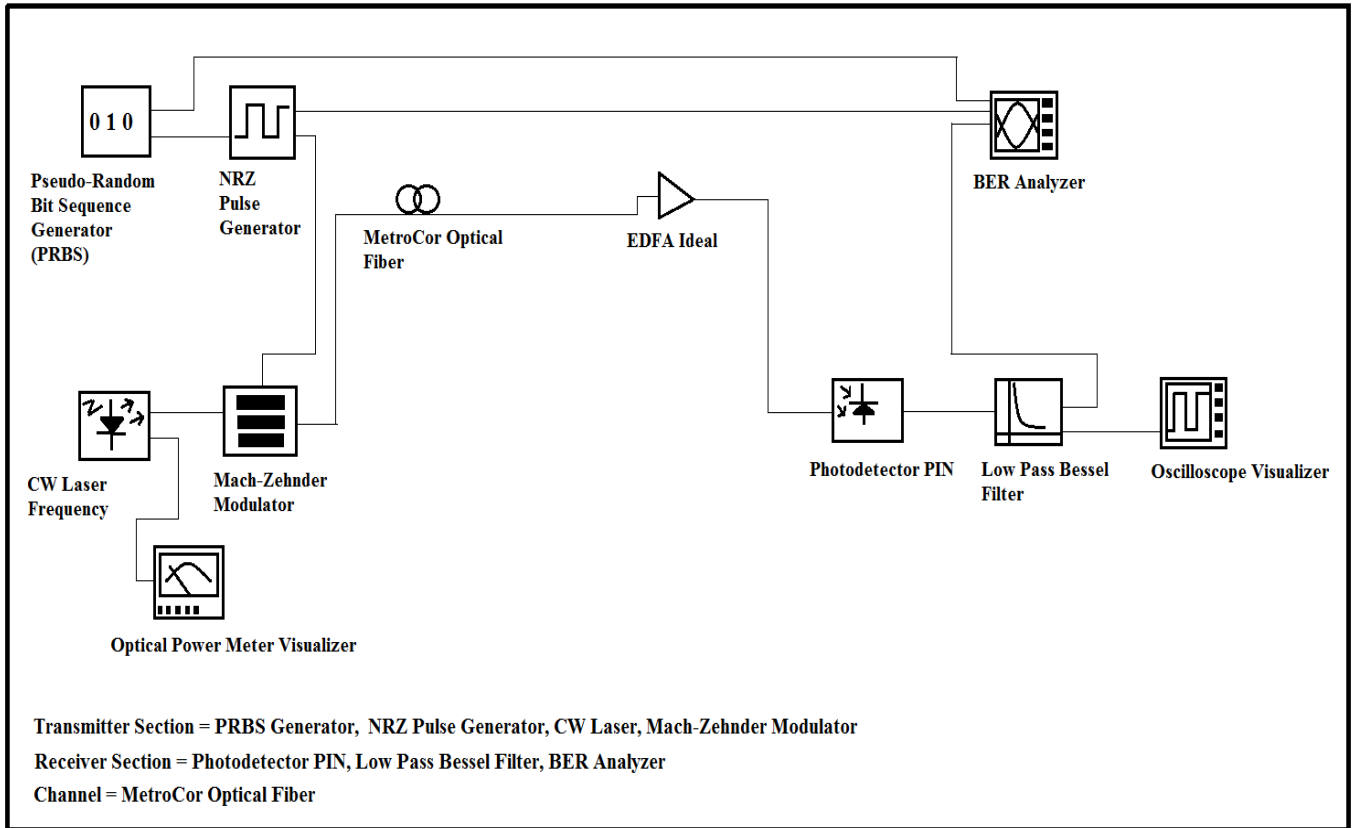 0 1 0
Pseudo-Random
Bit Sequence
Generator
(PRBS)
NRZ
Pulse
Generator
MetroCor Optical
Fiber
EDFA Ideal
BER Analyzer
CW Laser
Frequency
Mach-Zehnder
Modulator
Photodetector PIN
Low Pass Bessel
Filter
Oscilloscope Visualizer
Optical Power Meter Visualizer
Transmitter Section = PRBS Generator, NRZ Pulse Generator, CW Laser, Mach-Zehnder Modulator
Receiver Section = Photodetector PIN, Low Pass Bessel Filter, BER Analyzer
Channel = MetroCor Optical Fiber